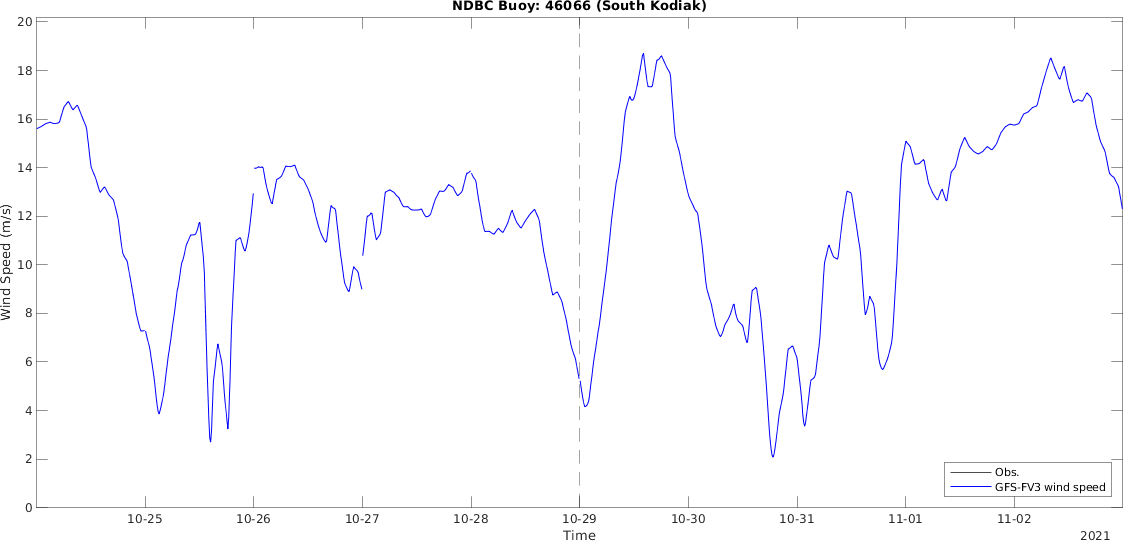 NDBC Buoy: 46066 (South Kodiak)
Wind Speed (m/s)
20
18
16
14
12
10
8
6
4
2
0
Obs.
GFS-FV3 wind speed
10-25 10-26 10-27 10-28 10-29 10-30 10-31 11-01 11-02
Time
2021